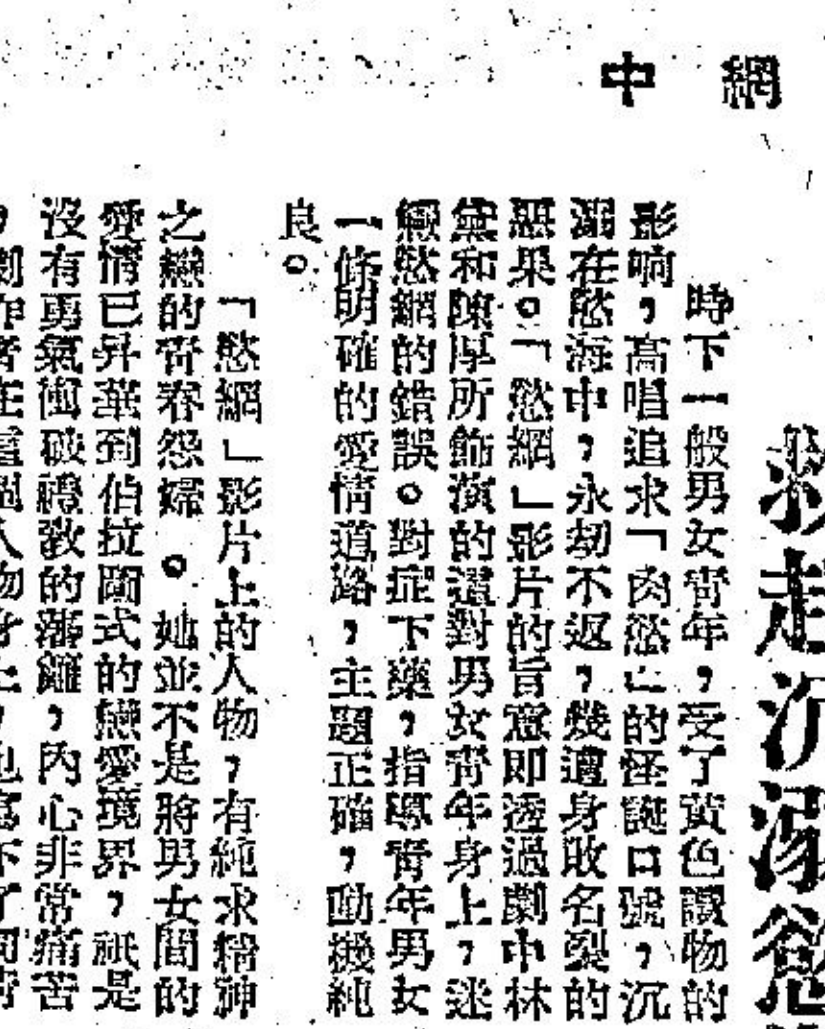 網中
救走沉溺慾
時下一般男女青年，受了黃色讀物的
影响，高唱追求「肉慾」的怪誕口號，沉
溺在慾海中，永刼不返，幾遭身敗名裂的
惡果。「慾網」影片的旨意即透過劇中林
黛和陳厚所飾演的這對男女青年身上，迷
戀慾網的錯誤。對症下藥，指導青年男女
一條明確的愛情道路，主題正確，動機純
良。
「慾網」影片上的人物，有純求精神
之戀的青春怨婦。她並不是將男女間的
愛情已昇華到伯拉圖式的戀愛境界，祇是
沒有勇氣衝破禮敎的藩籬，內心非常痛苦
，劇作者在這個人物身上，也寫下了